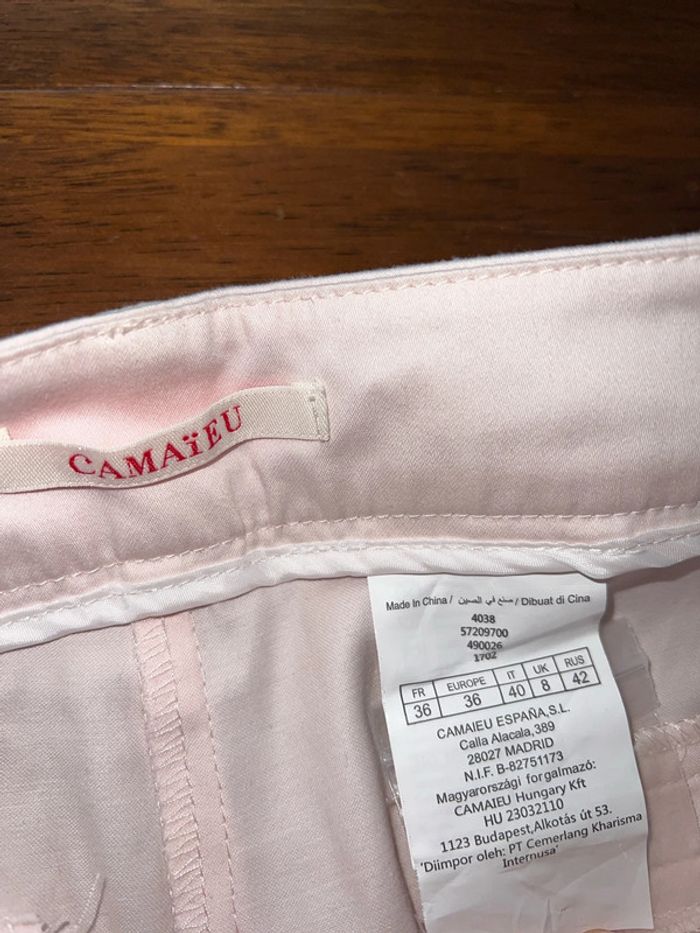 CAMAÏEU
Made In China / صنع في الصين / Dibuat di Cina
4038
57209700
490026
1702
FR EUROPE IT UK RUS
36 36 40 8 42
CAMAIEU ESPAÑA,S.L.
Calla Alacala,389
28027 MADRID
N.I.F. B-82751173
Magyarországi forgalmazó:
CAMAIEU Hungary Kft
HU 23032110
1123 Budapest,Alkotás út 53.
'Diimpor oleh: PT Cemerlang Kharisma
Internusa'